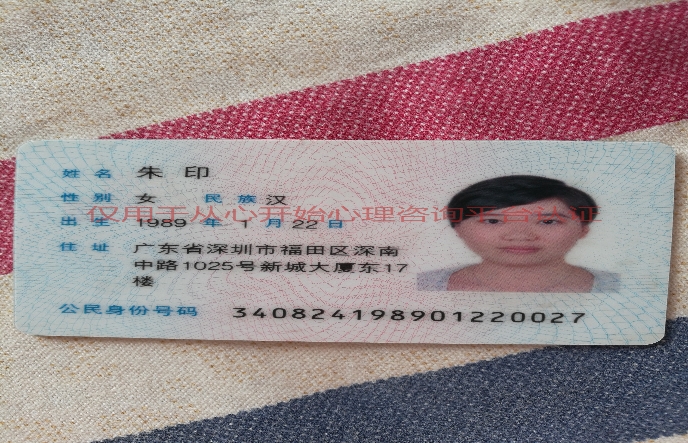 姓名 朱印
性别 女 民族 汉
仅用于从心开始心理咨询平台认证
出生 1989 年 1 月 22 日
住址 广东省深圳市福田区深南
中路1025号新城大厦东17
楼
公民身份号码 340824198901220027